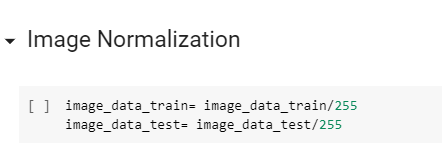 Image Normalization
[ ] image_data_train= image_data_train/255
image_data_test= image_data_test/255